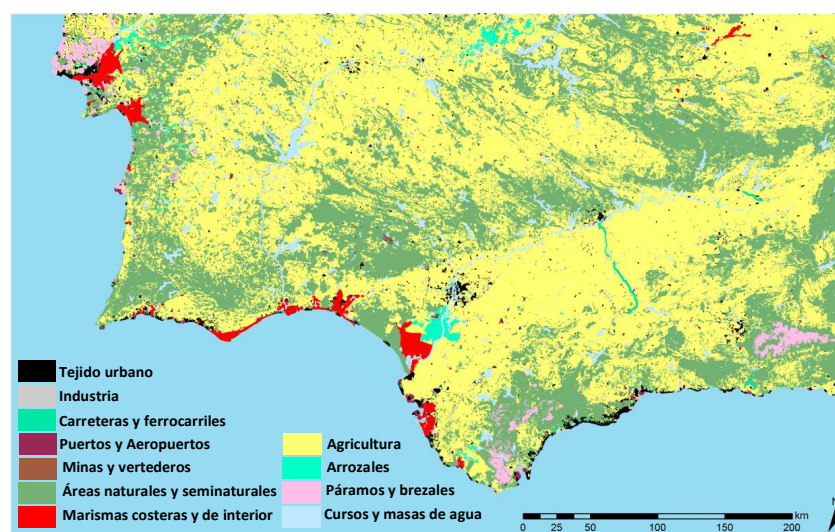 Tejido urbano
Industria
Carreteras y ferrocarriles
Puertos y Aeropuertos
Minas y vertederos
Áreas naturales y seminaturales
Marismas costeras y de interior
Agricultura
Arrozales
Páramos y brezales
Cursos y masas de agua
N
km
0 25 50 100 150 200